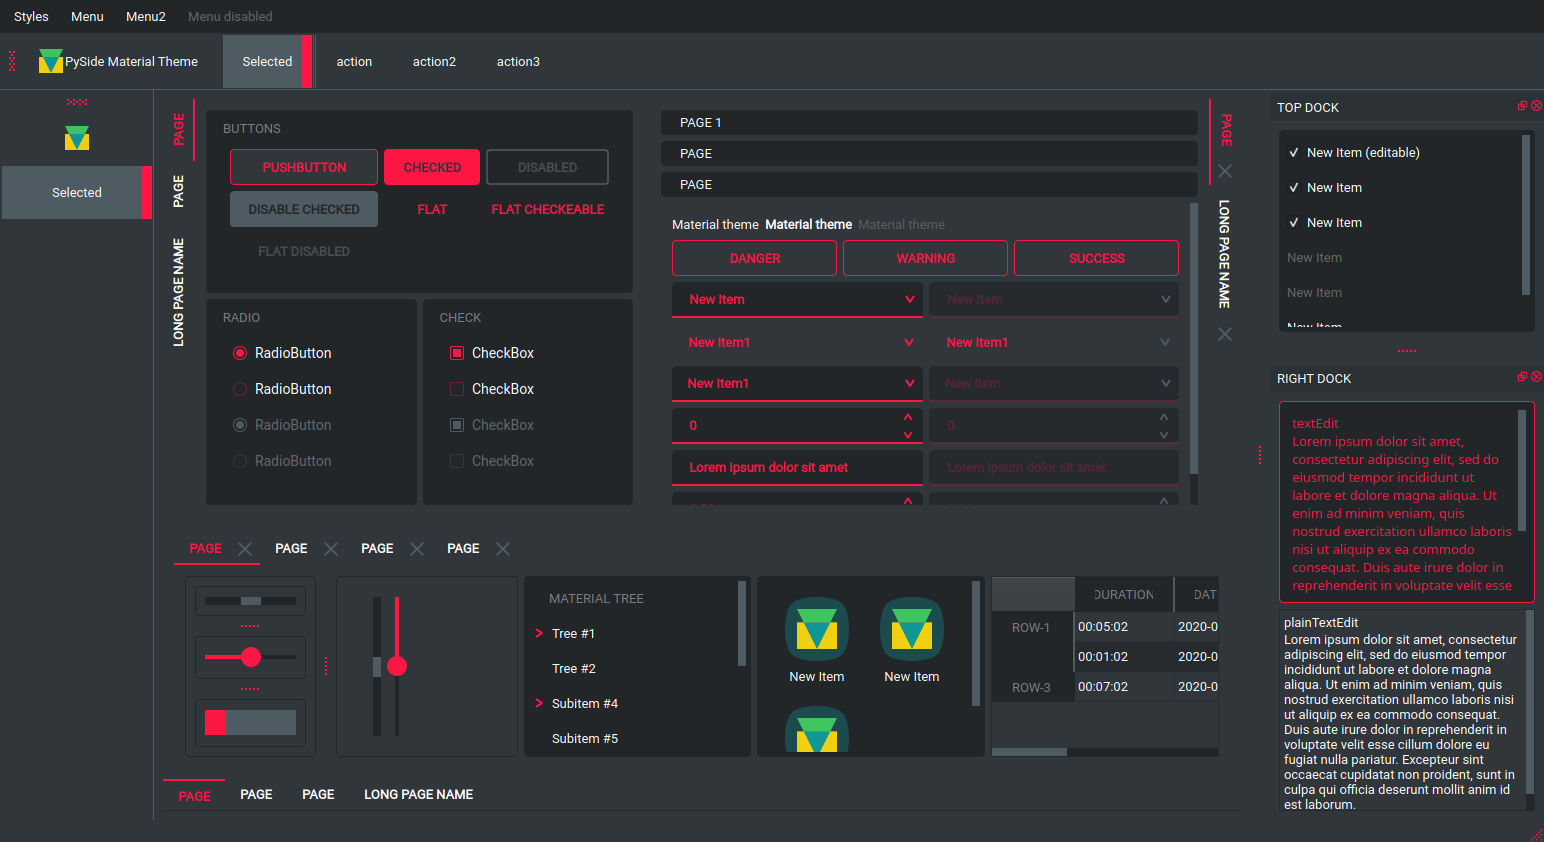 Styles Menu Menu2 Menu disabled
PySide Material Theme Selected action action2 action3
Selected
PAGE
PAGE
LONG PAGE NAME
BUTTONS
PUSHBUTTON CHECKED DISABLED
DISABLE CHECKED FLAT FLAT CHECKEABLE
FLAT DISABLED
RADIO
RadioButton
RadioButton
RadioButton
RadioButton
CHECK
CheckBox
CheckBox
CheckBox
CheckBox
PAGE 1
PAGE
PAGE
Material theme Material theme Material theme
DANGER WARNING SUCCESS
New Item New Item
New Item1 New Item1
New Item1 New Item
0 0
Lorem ipsum dolor sit amet Lorem ipsum dolor sit amet
PAGE
LONG PAGE NAME
TOP DOCK
New Item (editable)
New Item
New Item
New Item
New Item
New Item
RIGHT DOCK
textEdit
Lorem ipsum dolor sit amet,
consectetur adipiscing elit, sed do
eiusmod tempor incididunt ut
labore et dolore magna aliqua. Ut
enim ad minim veniam, quis
nostrud exercitation ullamco laboris
nisi ut aliquip ex ea commodo
consequat. Duis aute irure dolor in
reprehenderit in voluptate velit esse
plainTextEdit
Lorem ipsum dolor sit amet, consectetur
adipiscing elit, sed do eiusmod tempor
incididunt ut labore et dolore magna
aliqua. Ut enim ad minim veniam, quis
nostrud exercitation ullamco laboris nisi
ut aliquip ex ea commodo consequat.
Duis aute irure dolor in reprehenderit in
voluptate velit esse cillum dolore eu
fugiat nulla pariatur. Excepteur sint
occaecat cupidatat non proident, sunt in
culpa qui officia deserunt mollit anim id
est laborum.
PAGE PAGE PAGE PAGE
MATERIAL TREE
Tree #1
Tree #2
Subitem #4
Subitem #5
New Item New Item
DURATION DAT
ROW-1 00:05:02 2020-0
00:01:02 2020-0
ROW-3 00:07:02 2020-0
PAGE PAGE PAGE LONG PAGE NAME